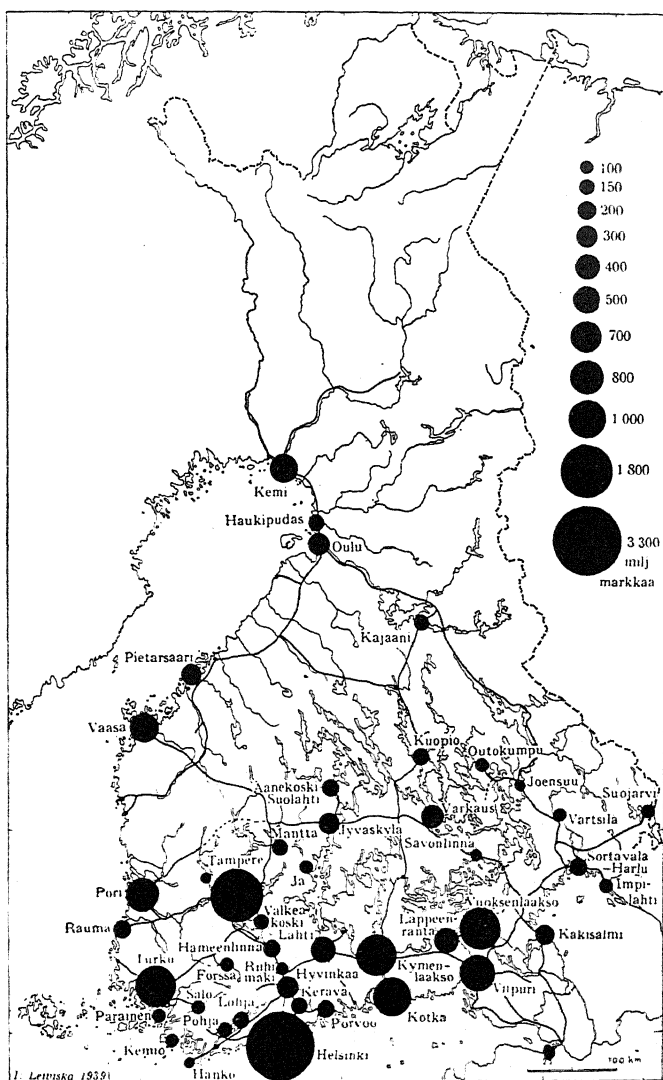 100
150
200
300
400
500
700
800
1 000
1 800
3 300
milj
markkaa
Kemi
Haukipudas
Oulu
Kajaani
Pietarsaari
Vaasa
Kuopio
Outokumpu
Joensuu
Suojarvi
Aanekoski
Suolahti
Varkaus
Vartsila
Mantta
Jyvaskyla
Savonlinna
Sortavala
Harlu
Impi-
lahti
Tampere
Ja
Pori
Valkea-
koski
Vuoksenlaakso
Lappeen-
ranta
Rauma
Hameenlinna
Lahti
Kakisalmi
Turko
Forssa
Riihi
maki
Hyvinkaa
Kymen-
laakso
Viipuri
Salo
Lohja
Kerava
Kotka
Parainen
Pohja
Porvoo
Kemio
Helsinki
Hanko
100 km
I. Leiviska 1939